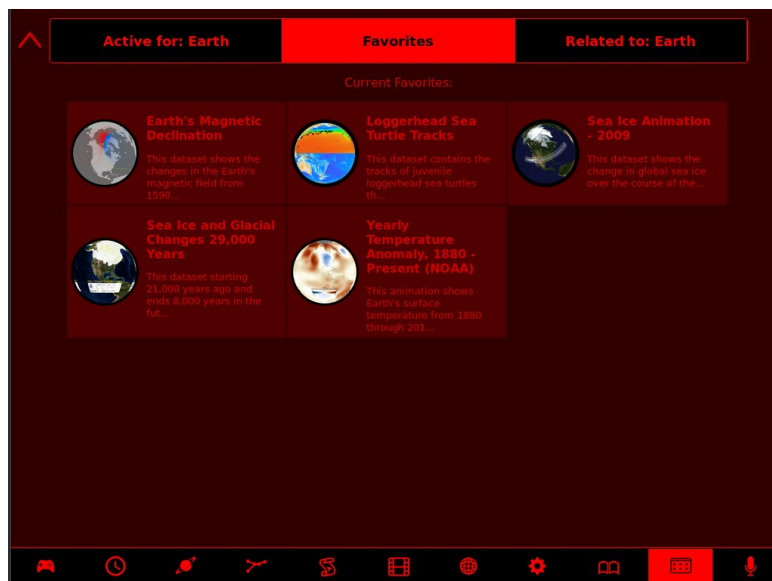 Active for: Earth
Favorites
Related to: Earth
Current Favorites:
Earth's Magnetic
Declination
This dataset shows the
changes in the Earth's
magnetic field from
1590...
Loggerhead Sea
Turtle Tracks
This dataset contains the
tracks of juvenile
loggerhead sea turtles
th...
Sea Ice Animation
- 2009
This dataset shows the
change in global sea ice
over the course of the...
Sea Ice and Glacial
Changes 29,000
Years
This dataset starting
21,000 years ago and
ends 8,000 years in the
fut...
Yearly
Temperature
Anomaly, 1880 -
Present (NOAA)
This animation shows
Earth's surface
temperature from 1880
through 201...